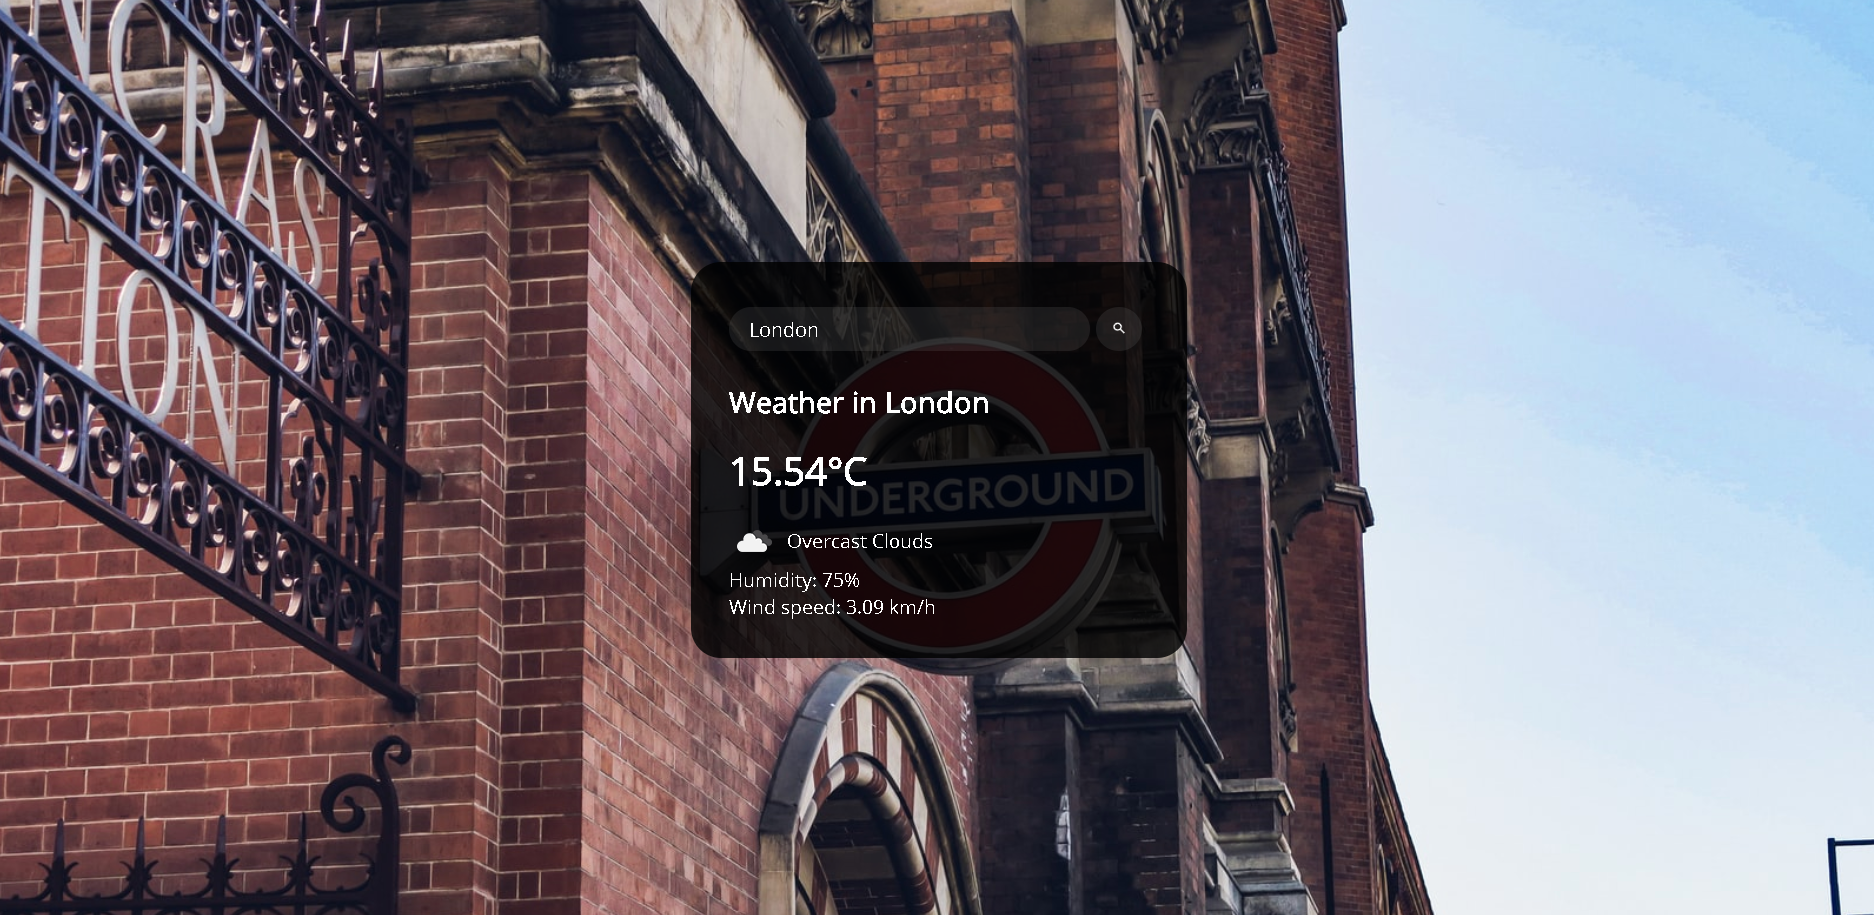 NCRAS
TION
London
Weather in London
15.54°C
UNDERGROUND
Overcast Clouds
Humidity: 75%
Wind speed: 3.09 km/h